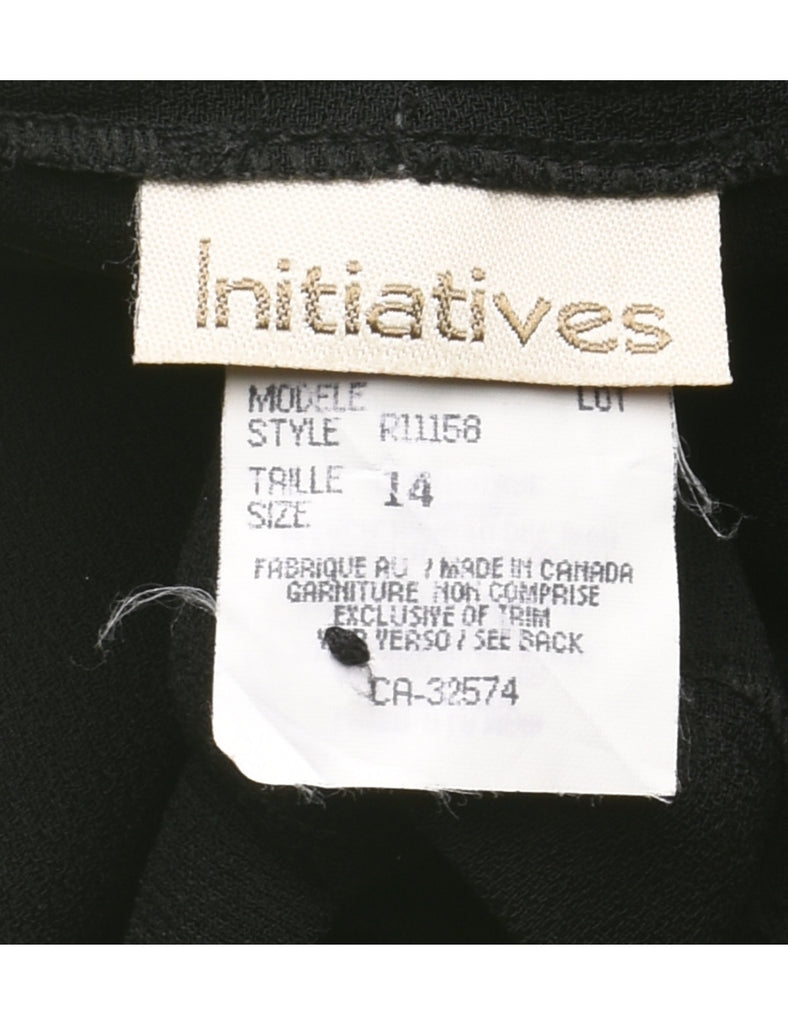 Initiatives
MODELE LOT
STYLE R11158
TAILLE 14
SIZE
FABRIQUE AU / MADE IN CANADA
GARNITURE NON COMPRISE
EXCLUSIVE OF TRIM
VERSO / SEE BACK
CA-32574